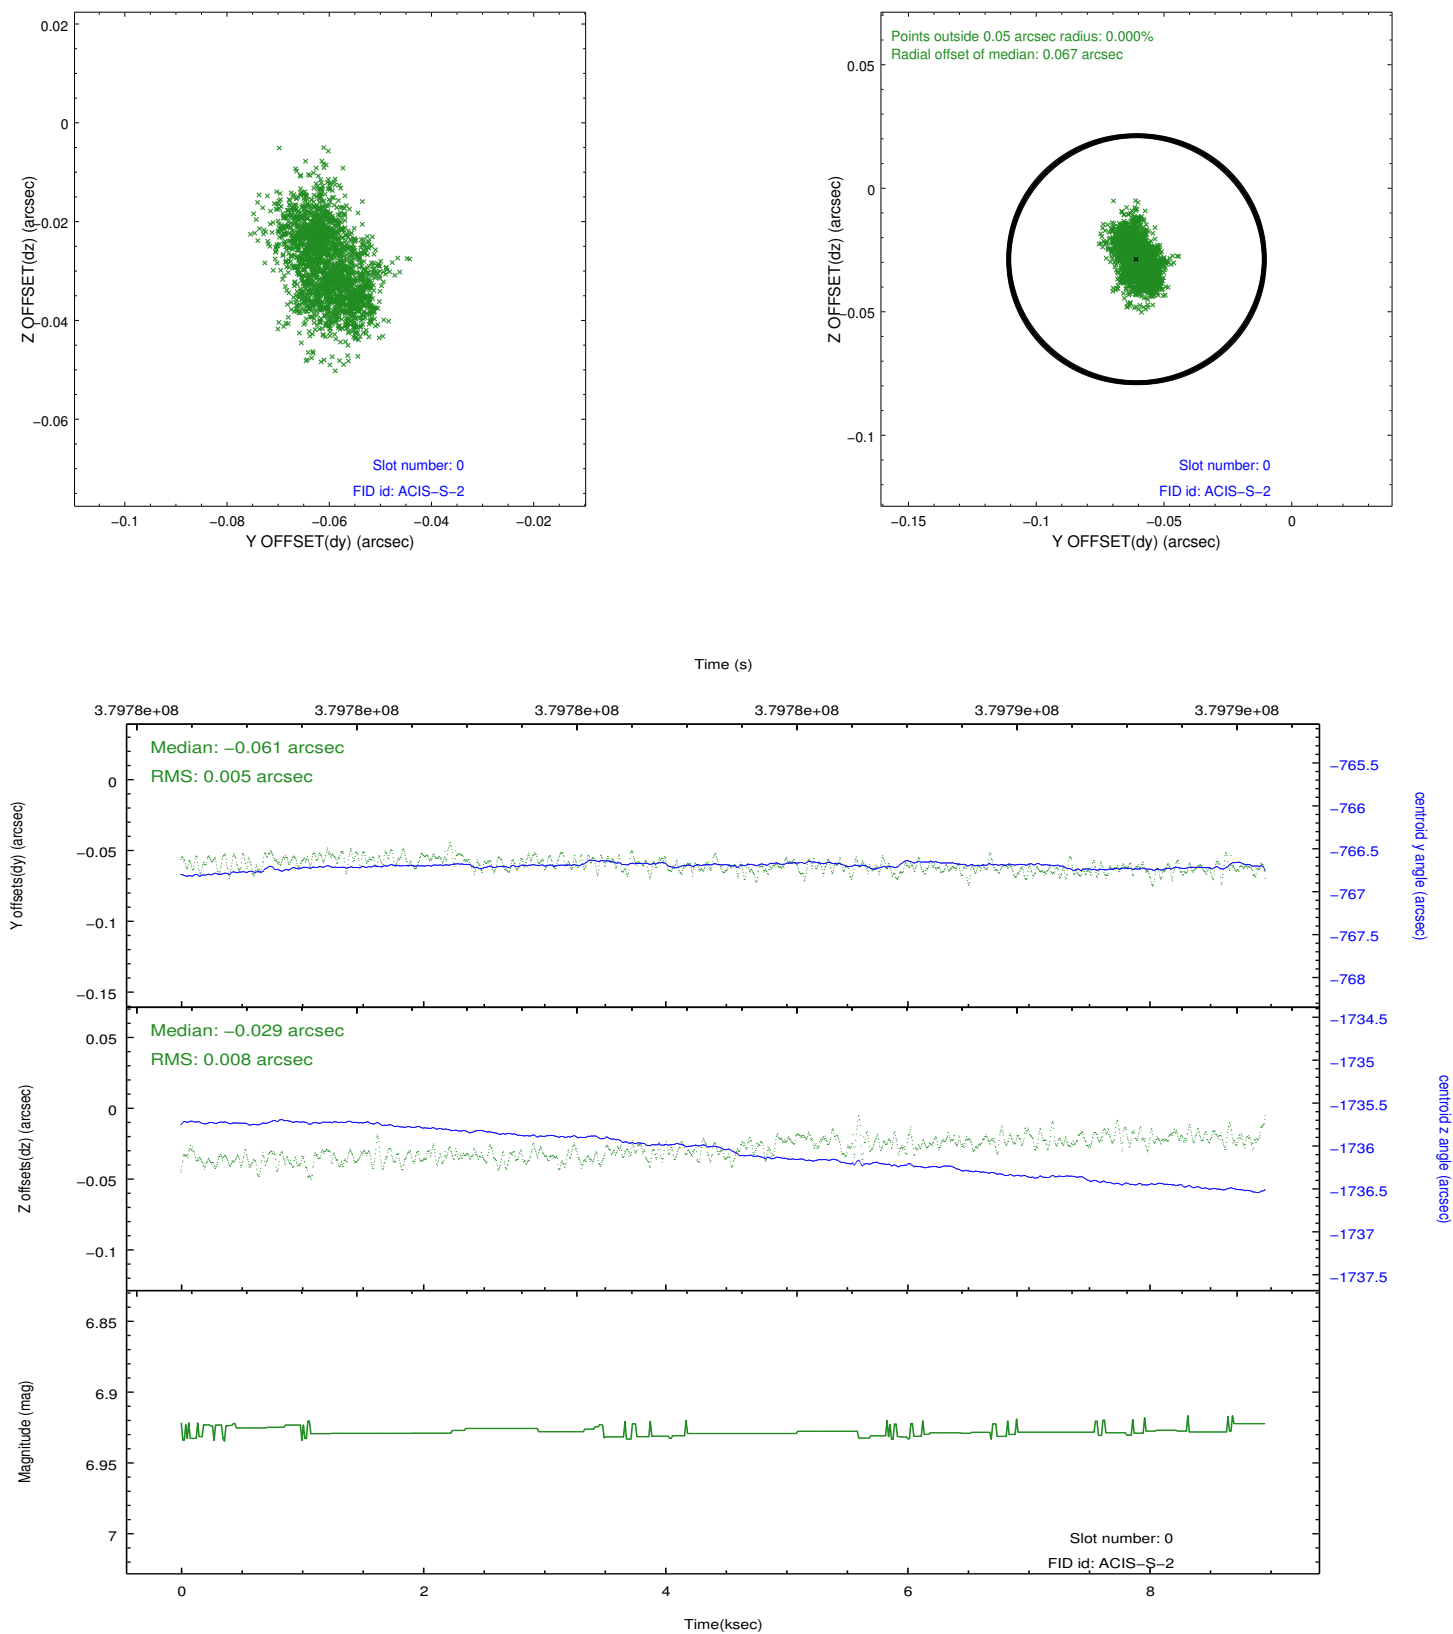 0.02
0
−0.02
−0.04
−0.06
Z OFFSET(dz) (arcsec)
Slot number: 0
FID id: ACIS−S−2
−0.1
−0.08
−0.06
−0.04
−0.02
Y OFFSET(dy) (arcsec)
Points outside 0.05 arcsec radius: 0.000%
Radial offset of median: 0.067 arcsec
0.05
0
−0.05
−0.1
Z OFFSET(dz) (arcsec)
Slot number: 0
FID id: ACIS−S−2
−0.15
−0.1
−0.05
0
Y OFFSET(dy) (arcsec)
Time (s)
3.7978e+08
3.7978e+08
3.7978e+08
3.7978e+08
3.7979e+08
3.7979e+08
Median: −0.061 arcsec
RMS: 0.005 arcsec
0
−0.05
−0.1
−0.15
Y offsets(dy) (arcsec)
−765.5
−766
−766.5
−767
−767.5
−768
centroid y angle (arcsec)
Median: −0.029 arcsec
RMS: 0.008 arcsec
0.05
0
−0.05
−0.1
Z offsets(dz) (arcsec)
−1734.5
−1735
−1735.5
−1736
−1736.5
−1737
−1737.5
centroid z angle (arcsec)
6.85
6.9
6.95
7
Magnitude (mag)
Slot number: 0
FID id: ACIS−S−2
0
2
4
6
8
Time(ksec)